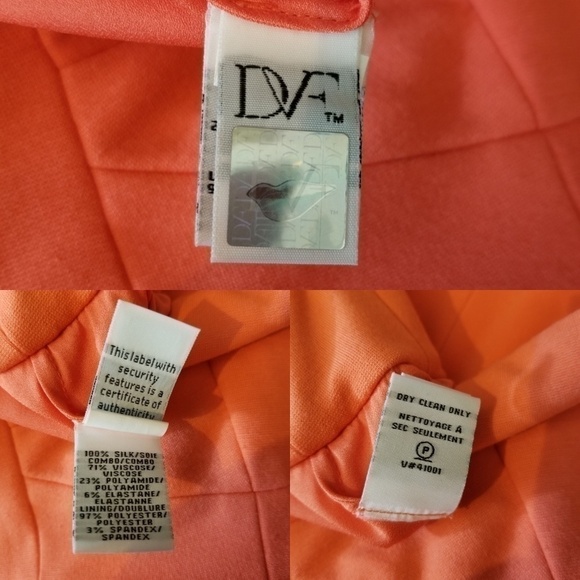 DVF
TM
This label with
security
features is a
certificate of
authenticity
100% SILK/SOIE
COMBO/COMBO
71% VISCOSE/
VISCOSE
23% POLYAMIDE/
POLYAMIDE
6% ELASTANE/
ELASTANNE
LINING/DOUBLURE
97% POLYESTER/
POLYESTER
3% SPANDEX/
SPANDEX
DRY CLEAN ONLY
NETTOYAGE À
SEC SEULEMENT
P
V#41001